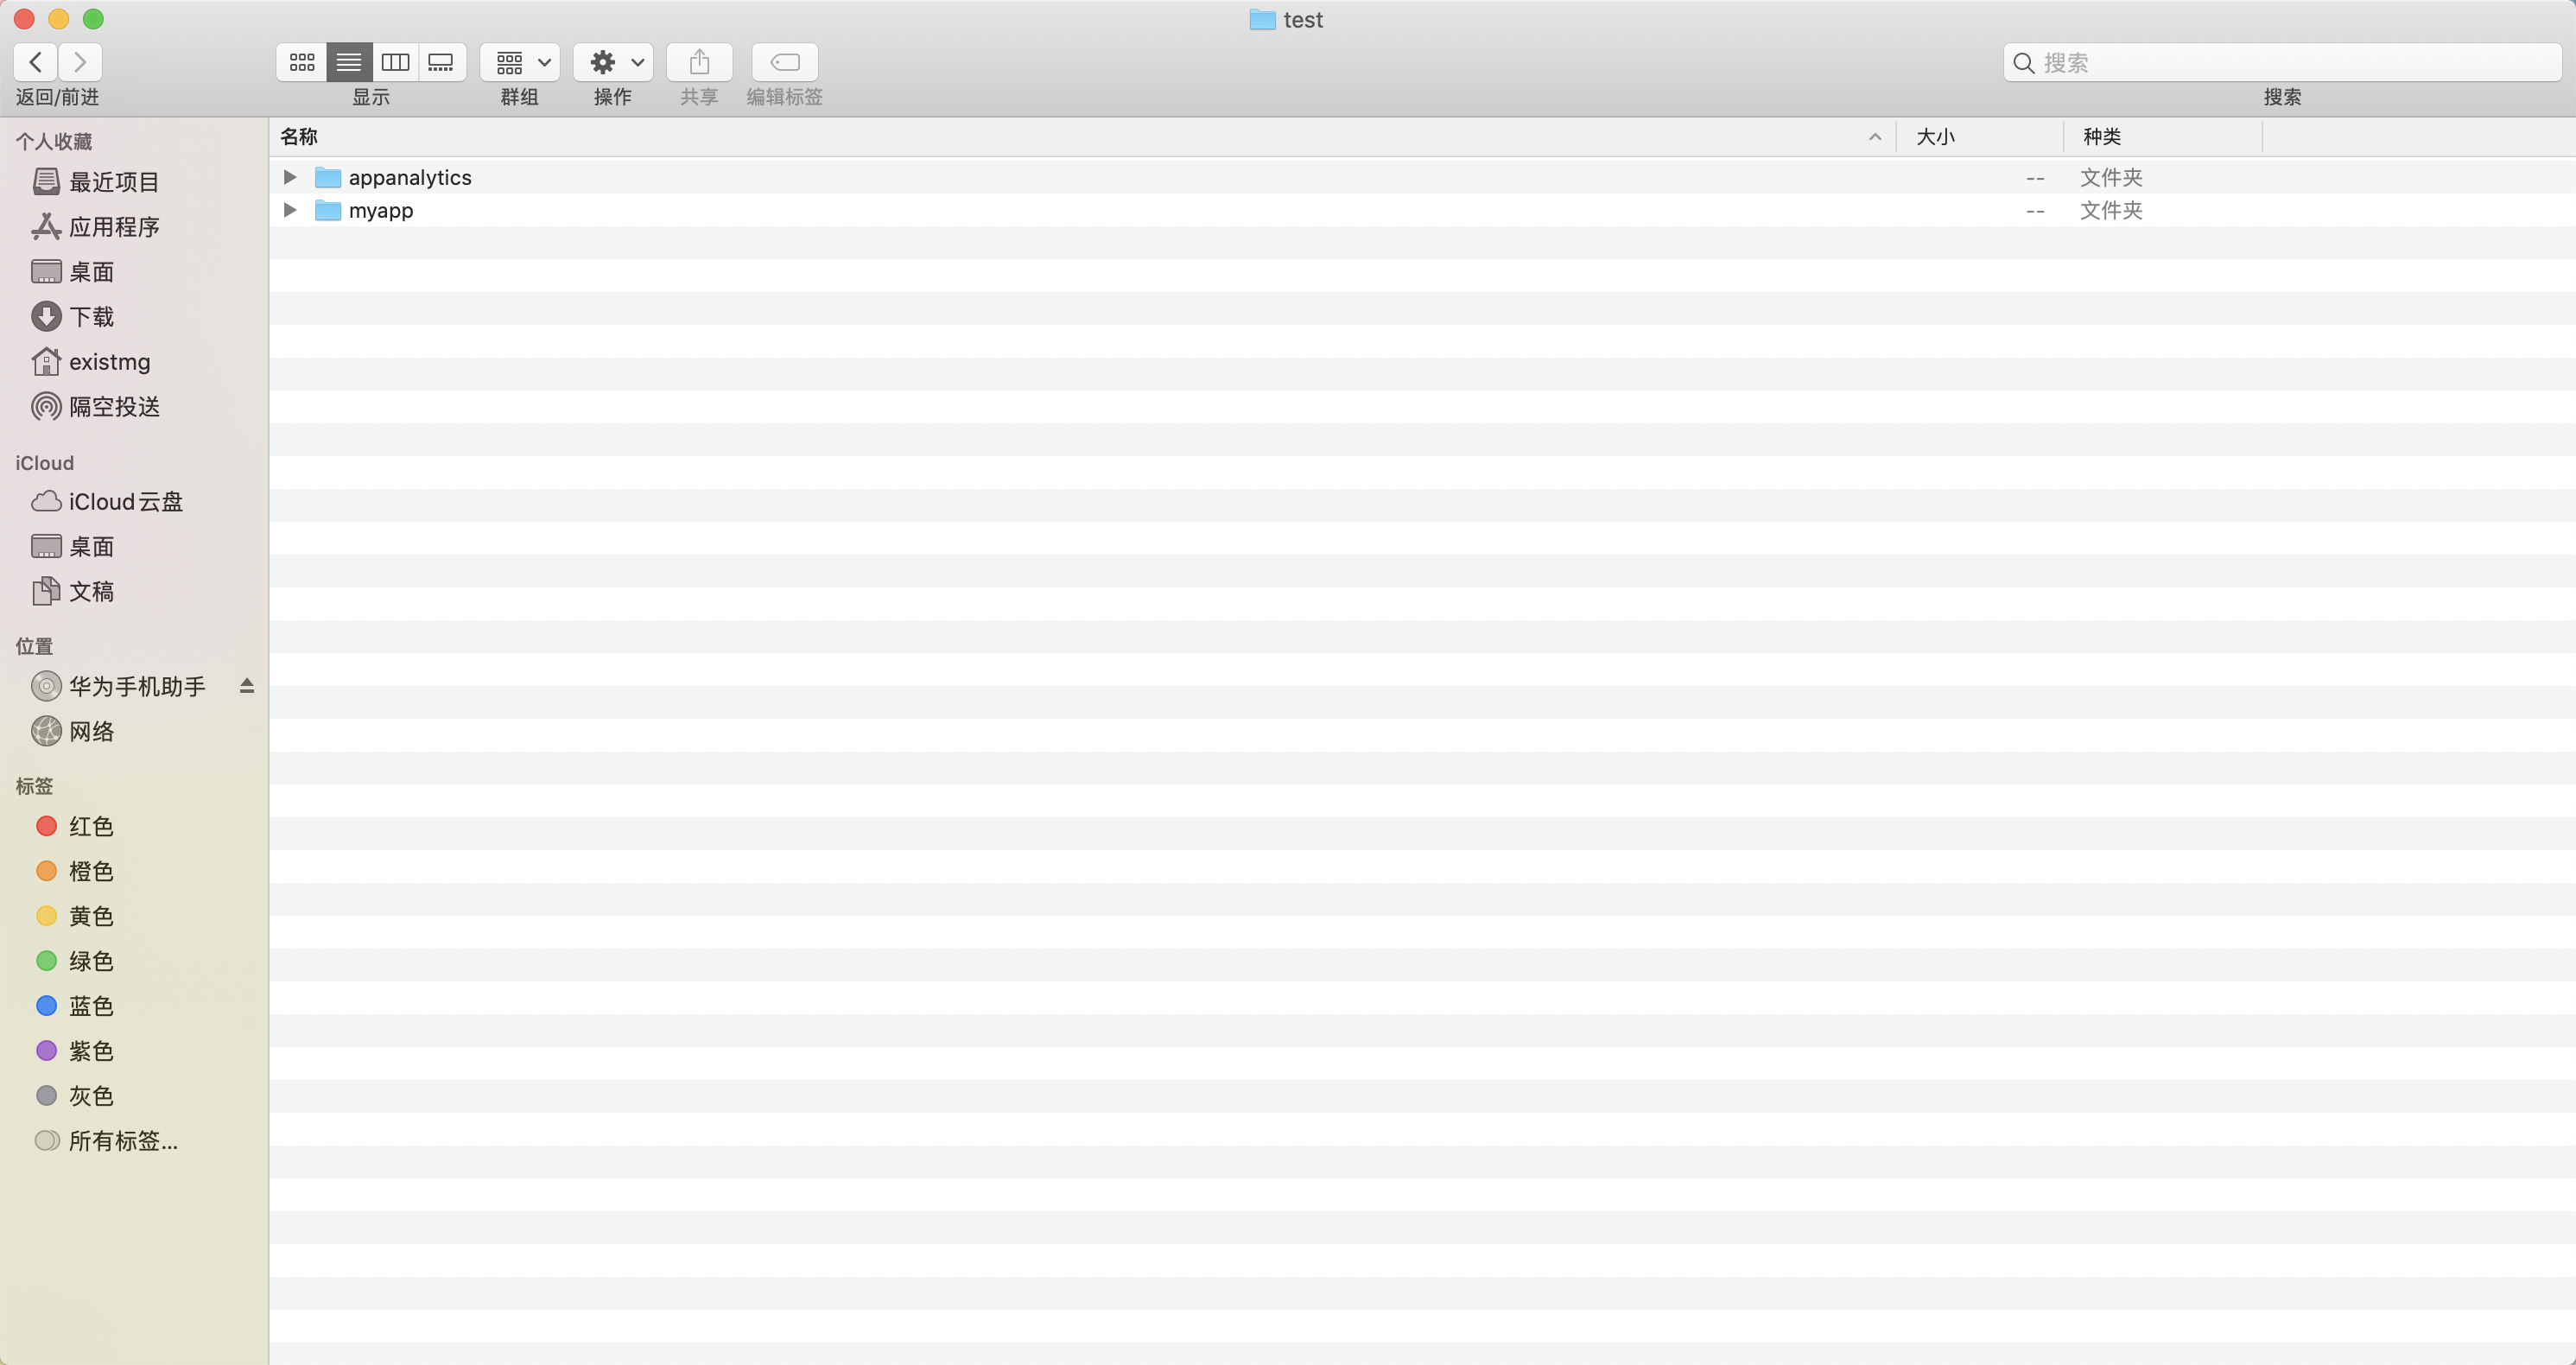 test
返回/前进
显示
群组
操作
共享
编辑标签
搜索
搜索
个人收藏
最近项目
应用程序
桌面
下载
existmg
隔空投送
iCloud
iCloud云盘
桌面
文稿
位置
华为手机助手
网络
标签
红色
橙色
黄色
绿色
蓝色
紫色
灰色
所有标签...
名称 大小 种类
appanalytics -- 文件夹
myapp -- 文件夹